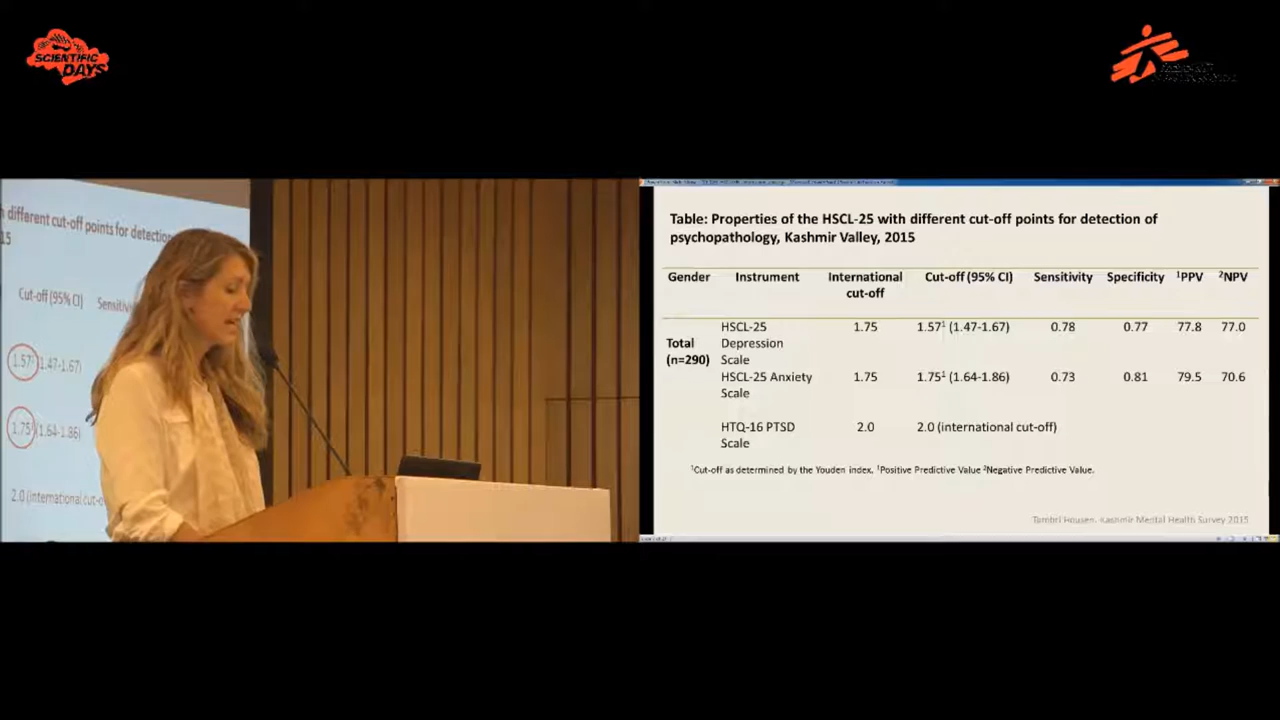 SCIENTIFIC
DAYS
h different cut-off points for detection
15
Cut-off (95% CI)
1.57¹ (1.47-1.67)
1.75¹ (1.64-1.86)
2.0 (international cut-o
Table: Properties of the HSCL-25 with different cut-off points for detection of
psychopathology, Kashmir Valley, 2015
Gender Instrument International Cut-off (95% CI) Sensitivity Specificity ¹PPV ²NPV
cut-off
HSCL-25 1.75 1.57¹ (1.47-1.67) 0.78 0.77 77.8 77.0
Total Depression
(n=290) Scale
HSCL-25 Anxiety 1.75 1.75¹ (1.64-1.86) 0.73 0.81 79.5 70.6
Scale
HTQ-16 PTSD 2.0 2.0 (international cut-off)
Scale
¹Cut-off as determined by the Youden index, ¹Positive Predictive Value ²Negative Predictive Value.
Tambri Housen, Kashmir Mental Health Survey 2015